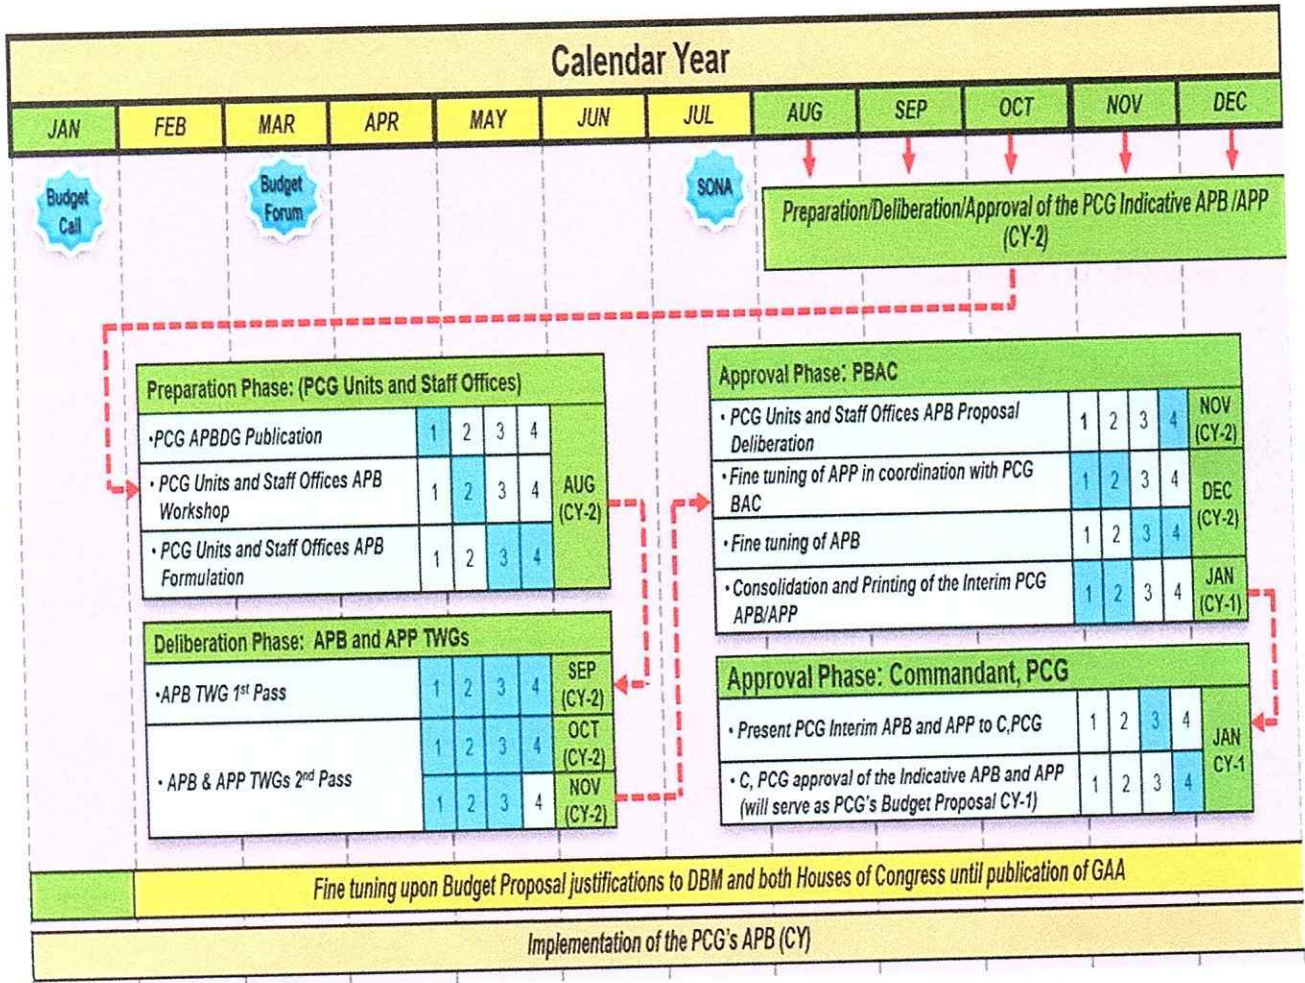 Calendar Year
JAN FEB MAR APR MAY JUN JUL AUG SEP OCT NOV DEC
Budget
Call
Budget
Forum
SONA
Preparation/Deliberation/Approval of the PCG Indicative APB /APP
(CY-2)
Preparation Phase: (PCG Units and Staff Offices)
•PCG APBDG Publication 1 2 3 4
• PCG Units and Staff Offices APB
Workshop 1 2 3 4
AUG
(CY-2)
• PCG Units and Staff Offices APB
Formulation 1 2 3 4
Deliberation Phase: APB and APP TWGs
•APB TWG 1st Pass 1 2 3 4
SEP
(CY-2)
• APB & APP TWGs 2nd Pass
1 2 3 4
OCT
(CY-2)
1 2 3 4
NOV
(CY-2)
Approval Phase: PBAC
• PCG Units and Staff Offices APB Proposal
Deliberation 1 2 3 4
NOV
(CY-2)
• Fine tuning of APP in coordination with PCG
BAC 1 2 3 4
DEC
(CY-2)
• Fine tuning of APB 1 2 3 4
• Consolidation and Printing of the Interim PCG
APB/APP 1 2 3 4
JAN
(CY-1)
Approval Phase: Commandant, PCG
• Present PCG Interim APB and APP to C,PCG 1 2 3 4
JAN
CY-1
• C, PCG approval of the Indicative APB and APP
(will serve as PCG's Budget Proposal CY-1) 1 2 3 4
Fine tuning upon Budget Proposal justifications to DBM and both Houses of Congress until publication of GAA
Implementation of the PCG's APB (CY)